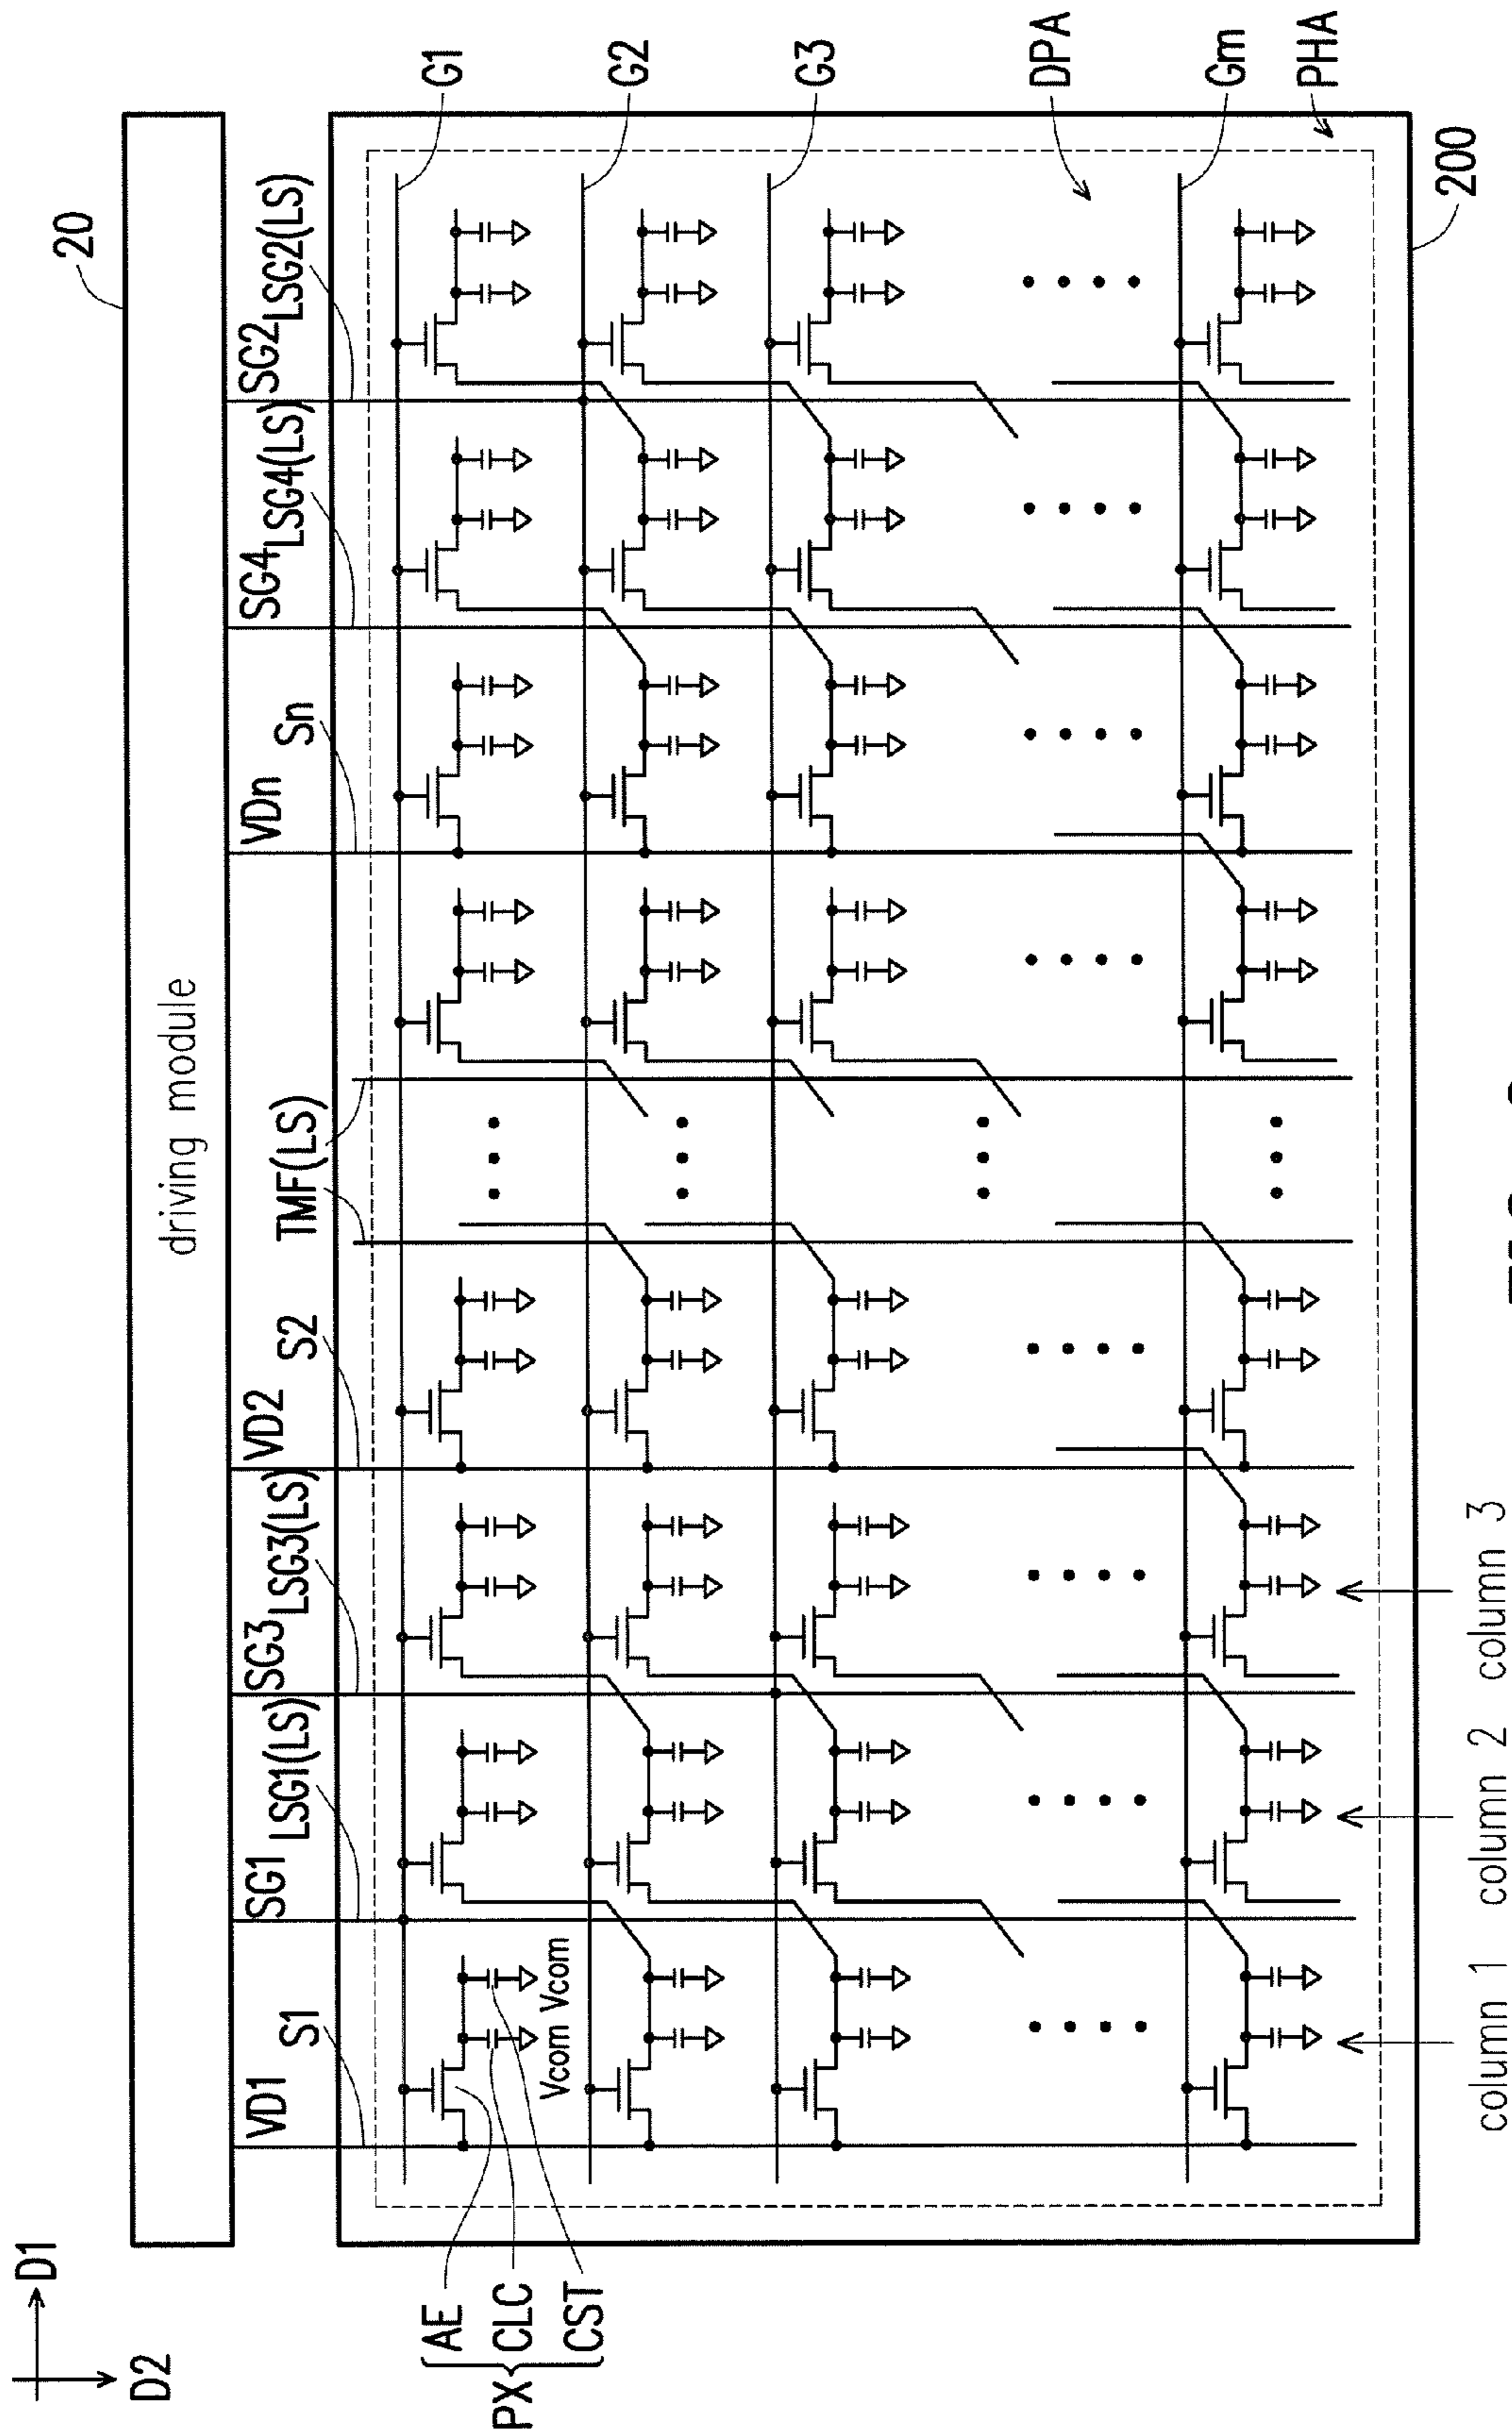 D1
D2
20
driving module
VD1
S1
SG1
LSG1(LS)
SG3
LSG3(LS)
VD2
S2
TMF(LS)
VDn
Sn
SG4
LSG4(LS)
SG2
LSG2(LS)
G1
G2
G3
DPA
Gm
PHA
200
PX
AE
CLC
CST
Vcom Vcom
column 1
column 2
column 3